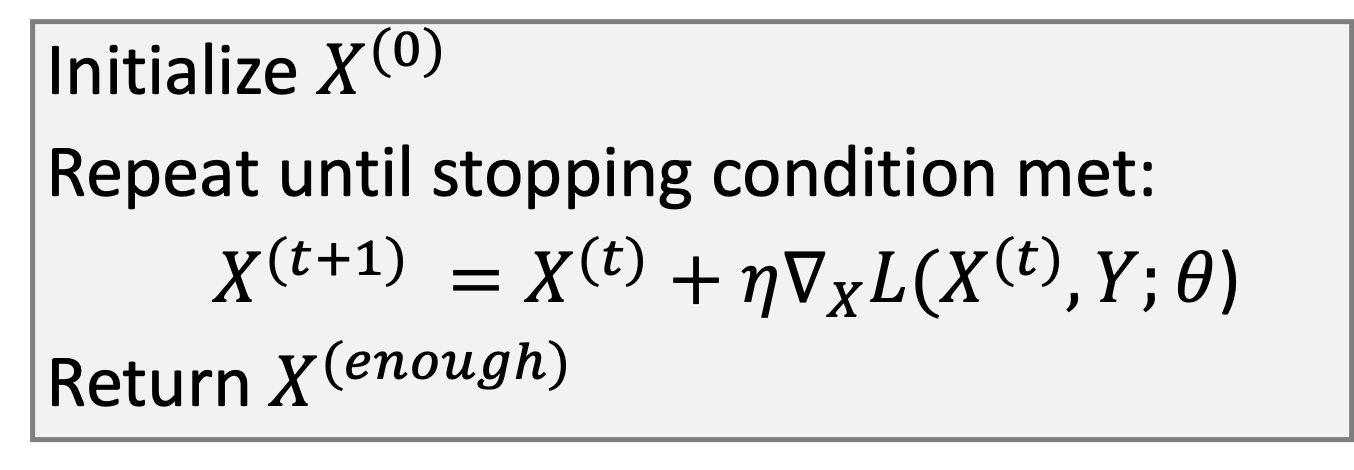 Initialize X^(0)
Repeat until stopping condition met:
X^(t+1) = X^(t) + η∇_X L(X^(t), Y; θ)
Return X^(enough)